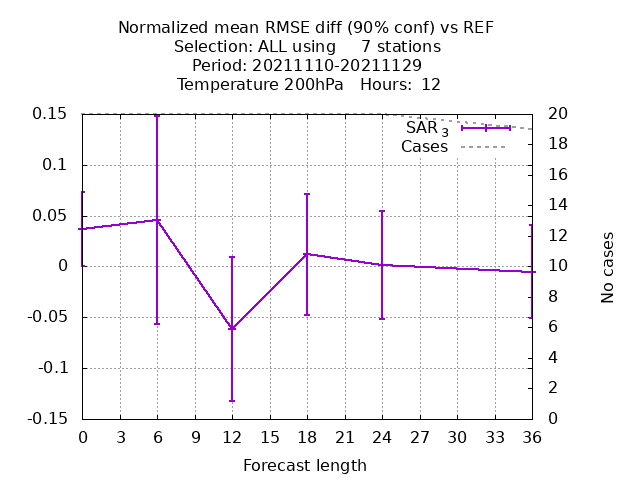 Normalized mean RMSE diff (90% conf) vs REF
Selection: ALL using 7 stations
Period: 20211110-20211129
Temperature 200hPa Hours: 12
SAR 3
Cases
0.15
0.1
0.05
0
-0.05
-0.1
-0.15
20
18
16
14
12
10
8
6
4
2
0
No cases
0 3 6 9 12 15 18 21 24 27 30 33 36
Forecast length